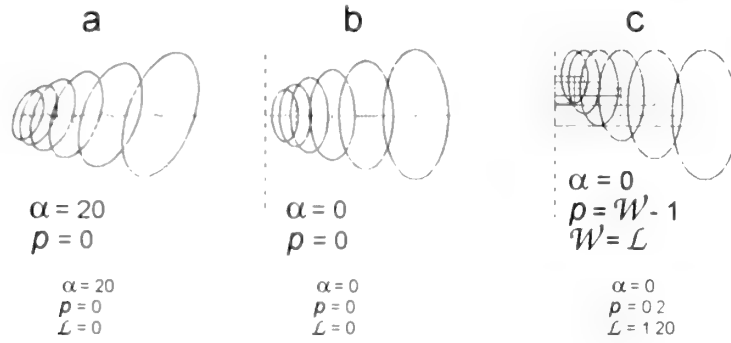 a
α = 20
p = 0
α = 20
p = 0
ℒ = 0
b
α = 0
p = 0
α = 0
p = 0
ℒ = 0
c
α = 0
p = 𝒲 - 1
𝒲 = ℒ
α = 0
p = 0 2
ℒ = 1 20